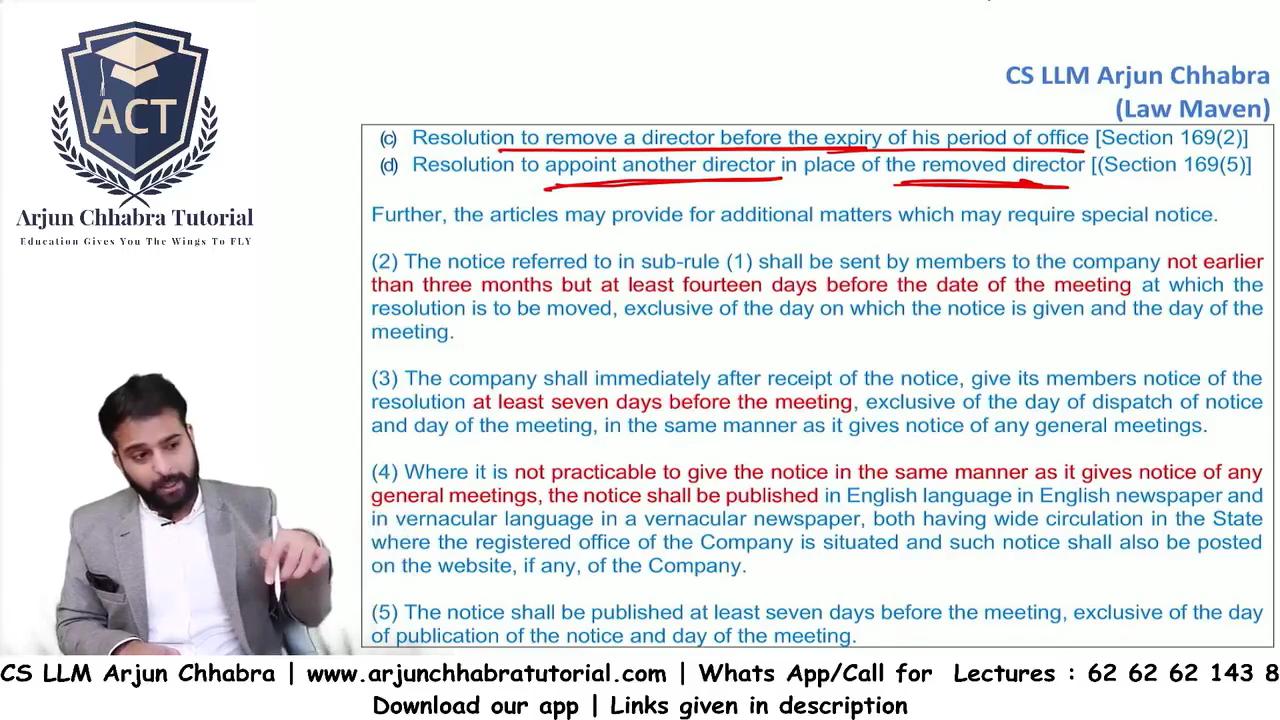 ACT
Arjun Chhabra Tutorial
Education Gives You The Wings To FLY
CS LLM Arjun Chhabra
(Law Maven)
(c) Resolution to remove a director before the expiry of his period of office [Section 169(2)]
(d) Resolution to appoint another director in place of the removed director [(Section 169(5)]
Further, the articles may provide for additional matters which may require special notice.
(2) The notice referred to in sub-rule (1) shall be sent by members to the company not earlier
than three months but at least fourteen days before the date of the meeting at which the
resolution is to be moved, exclusive of the day on which the notice is given and the day of the
meeting.
(3) The company shall immediately after receipt of the notice, give its members notice of the
resolution at least seven days before the meeting, exclusive of the day of dispatch of notice
and day of the meeting, in the same manner as it gives notice of any general meetings.
(4) Where it is not practicable to give the notice in the same manner as it gives notice of any
general meetings, the notice shall be published in English language in English newspaper and
in vernacular language in a vernacular newspaper, both having wide circulation in the State
where the registered office of the Company is situated and such notice shall also be posted
on the website, if any, of the Company.
(5) The notice shall be published at least seven days before the meeting, exclusive of the day
of publication of the notice and day of the meeting.
CS LLM Arjun Chhabra | www.arjunchhabratutorial.com | Whats App/Call for Lectures : 62 62 62 143 8
Download our app | Links given in description